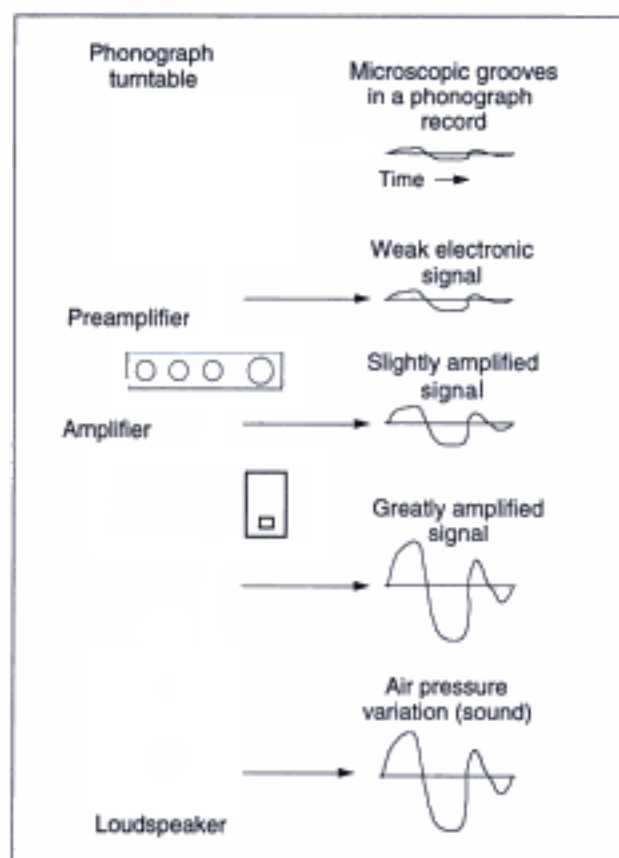 Phonograph
turntable
Microscopic grooves
in a phonograph
record
Time
Weak electronic
signal
Preamplifier
Slightly amplified
signal
Amplifier
Greatly amplified
signal
Air pressure
variation (sound)
Loudspeaker